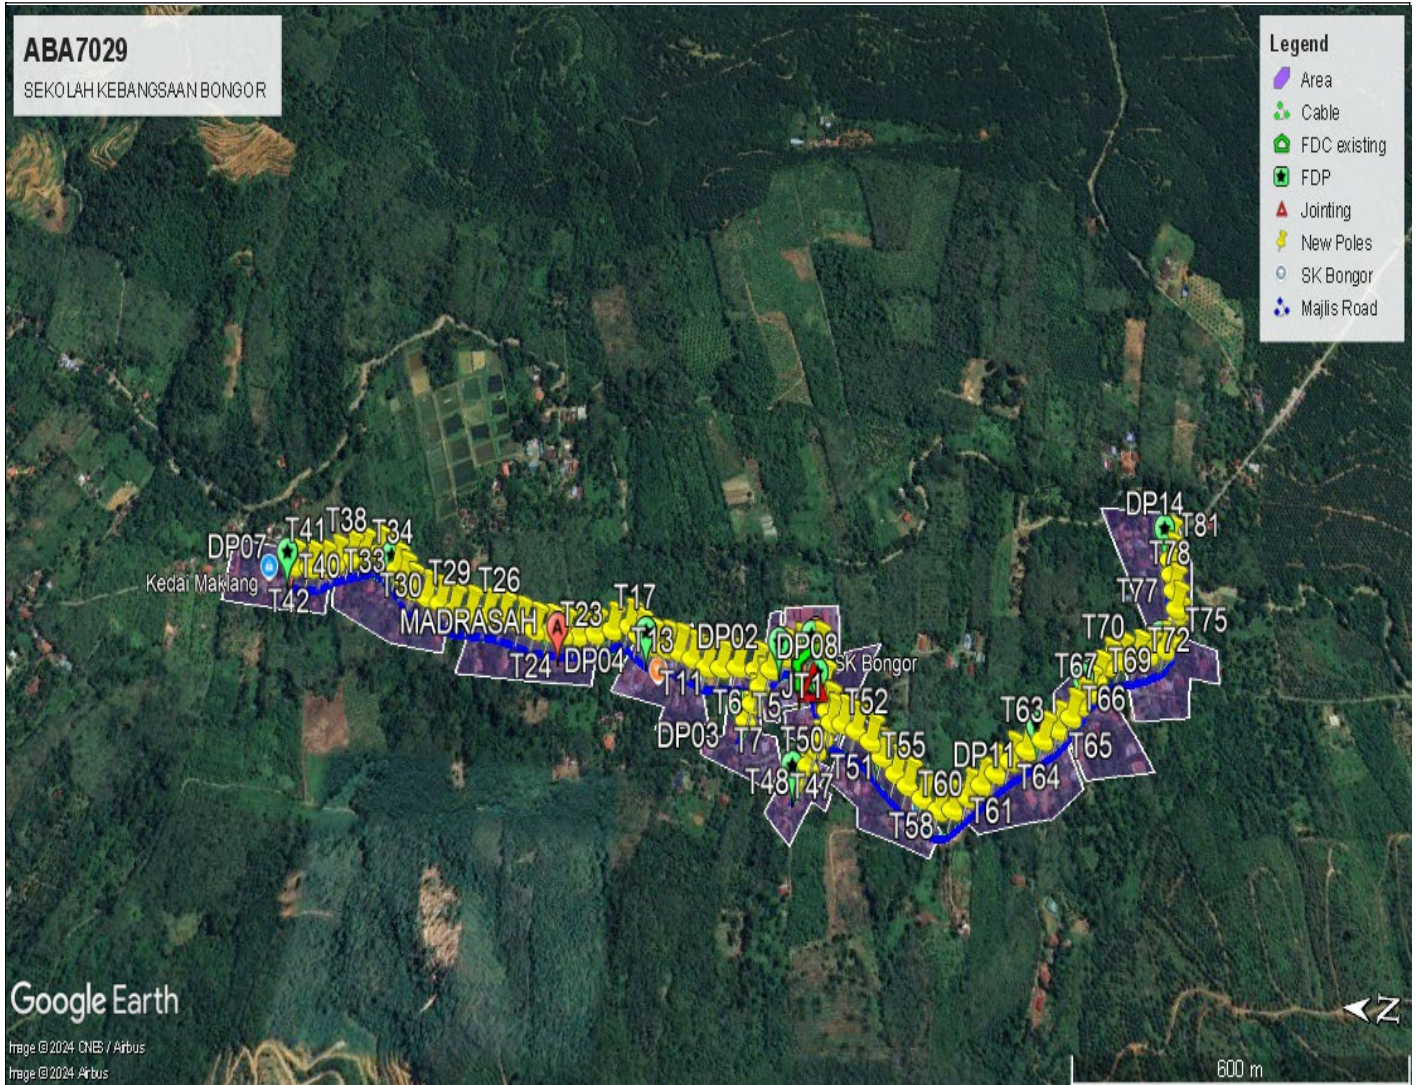 ABA7029
SEKOLAH KEBANGSAAN BONGOR
Legend
Area
Cable
FDC existing
FDP
Jointing
New Poles
SK Bongor
Majlis Road
DP14
T81
T41
T38
T34
DP07
T40
T33
T78
Kedai Maklang
T42
T30
T29
T26
T77
MADRASAH
A
T23
T17
T75
T70
T24
DP04
T13
DP02
DP08
T72
SK Bongor
T67
T69
T11
JT1
T6
T5
T52
T66
T63
DP03
T7
T50
T55
DP11
T65
T48
T47
T51
T60
T64
T58
T61
Google Earth
Image © 2024 CNES / Airbus
Image © 2024 Airbus
N
600 m